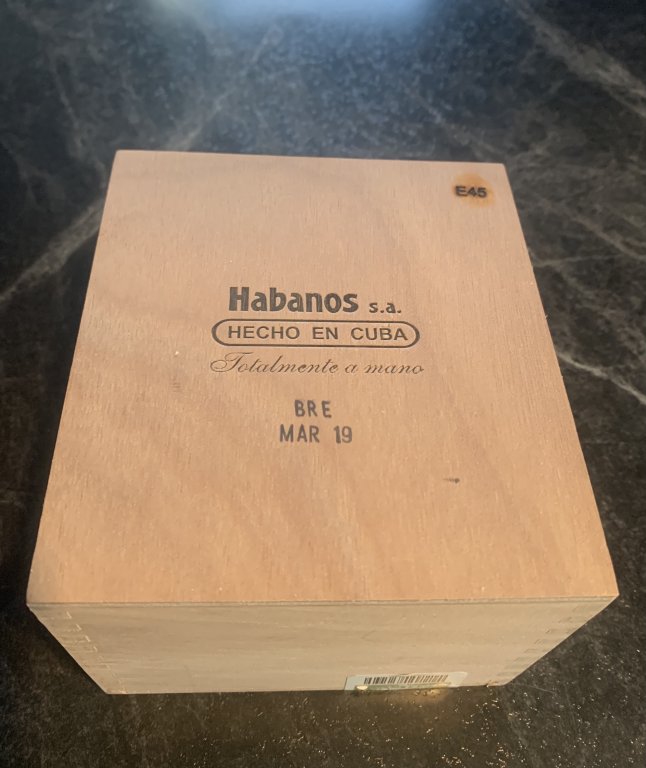 E45
Habanos s.a.
HECHO EN CUBA
Totalmente a mano
BRE
MAR 19